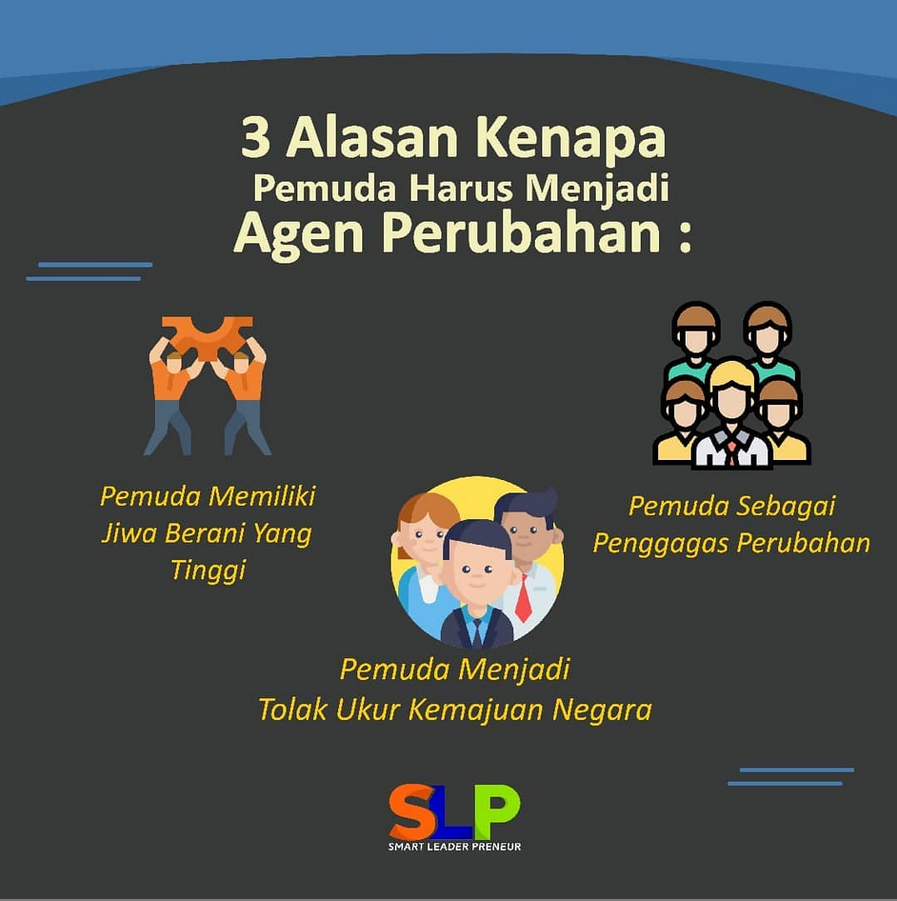 3 Alasan Kenapa
Pemuda Harus Menjadi
Agen Perubahan :
Pemuda Memiliki
Jiwa Berani Yang
Tinggi
Pemuda Sebagai
Penggagas Perubahan
Pemuda Menjadi
Tolak Ukur Kemajuan Negara
SLP
SMART LEADER PRENEUR